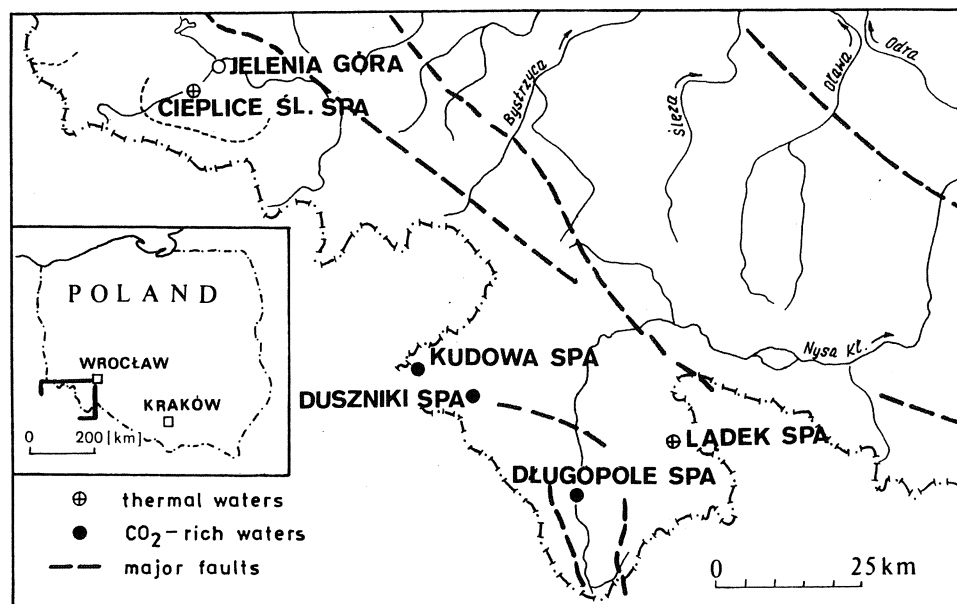 JELENIA GÓRA
CIEPLICE ŚL. SPA
Bystrzyca
Ślęza
Oława
Odra
POLAND
WROCŁAW
KRAKÓW
0 200 [km]
KUDOWA SPA
DUSZNIKI SPA
Nysa Kł.
LĄDEK SPA
DŁUGOPOLE SPA
thermal waters
CO₂-rich waters
major faults
0 25 km